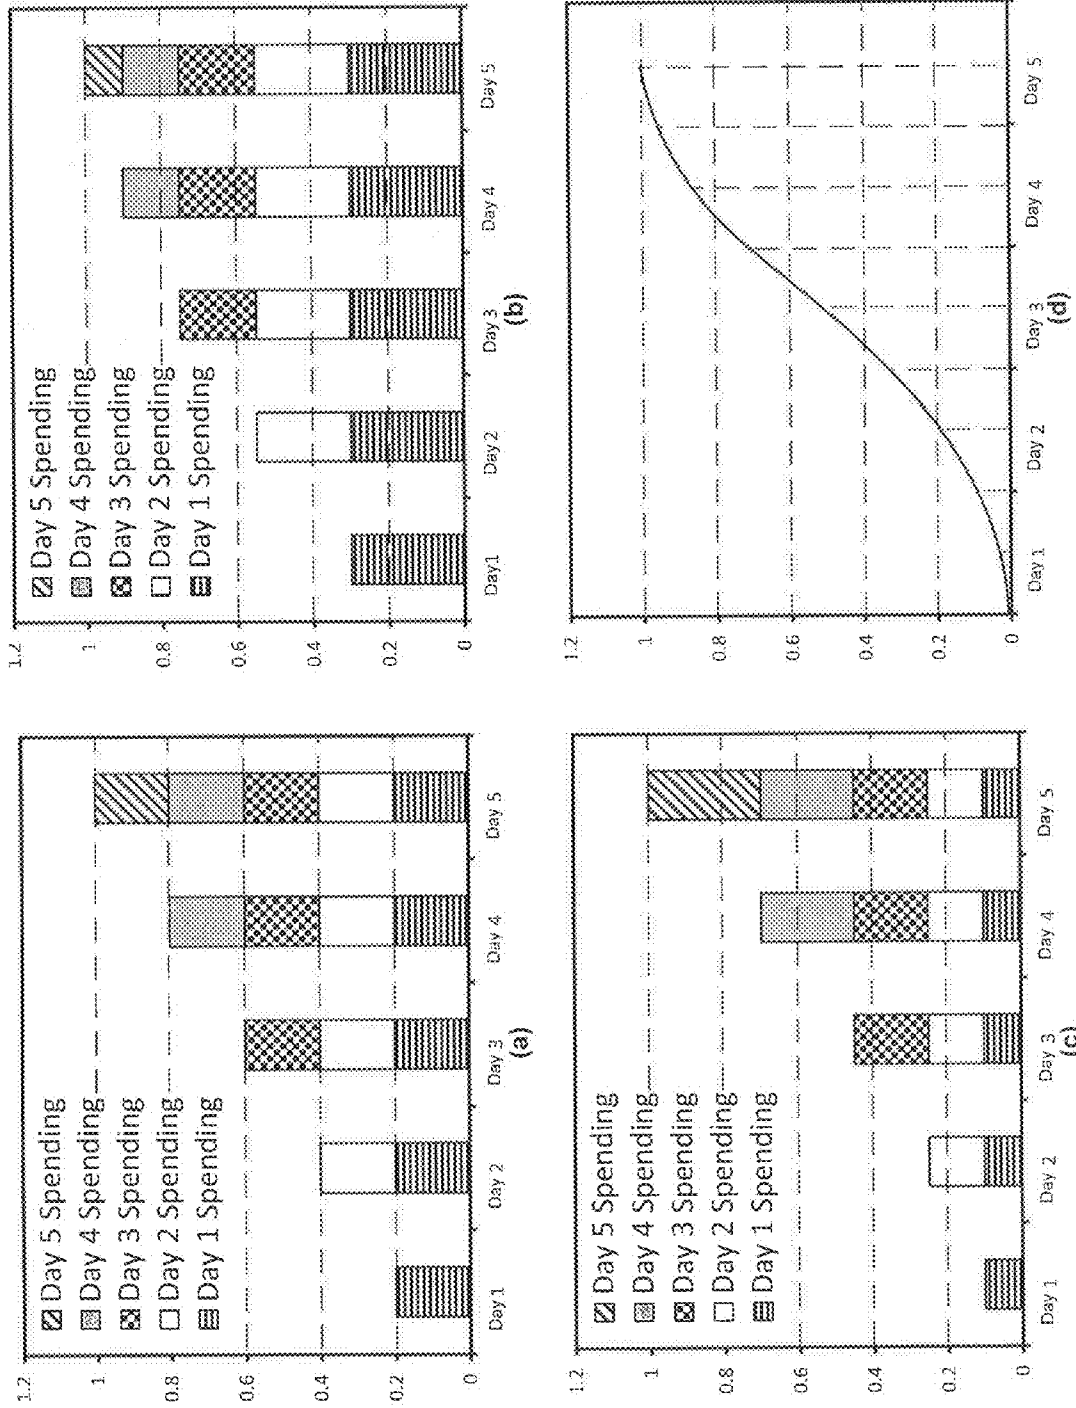 1.2
1
0.8
0.6
0.4
0.2
0
Day 5 Spending
Day 4 Spending
Day 3 Spending
Day 2 Spending
Day 1 Spending
Day1
Day 2
Day 3
Day 4
Day 5
(a)
1.2
1
0.8
0.6
0.4
0.2
0
Day 5 Spending
Day 4 Spending
Day 3 Spending
Day 2 Spending
Day 1 Spending
Day1
Day 2
Day 3
Day 4
Day 5
(b)
1.2
1
0.8
0.6
0.4
0.2
0
Day 5 Spending
Day 4 Spending
Day 3 Spending
Day 2 Spending
Day 1 Spending
Day 1
Day 2
Day 3
Day 4
Day 5
(c)
1.2
1
0.8
0.6
0.4
0.2
0
Day 1
Day 2
Day 3
Day 4
Day 5
(d)